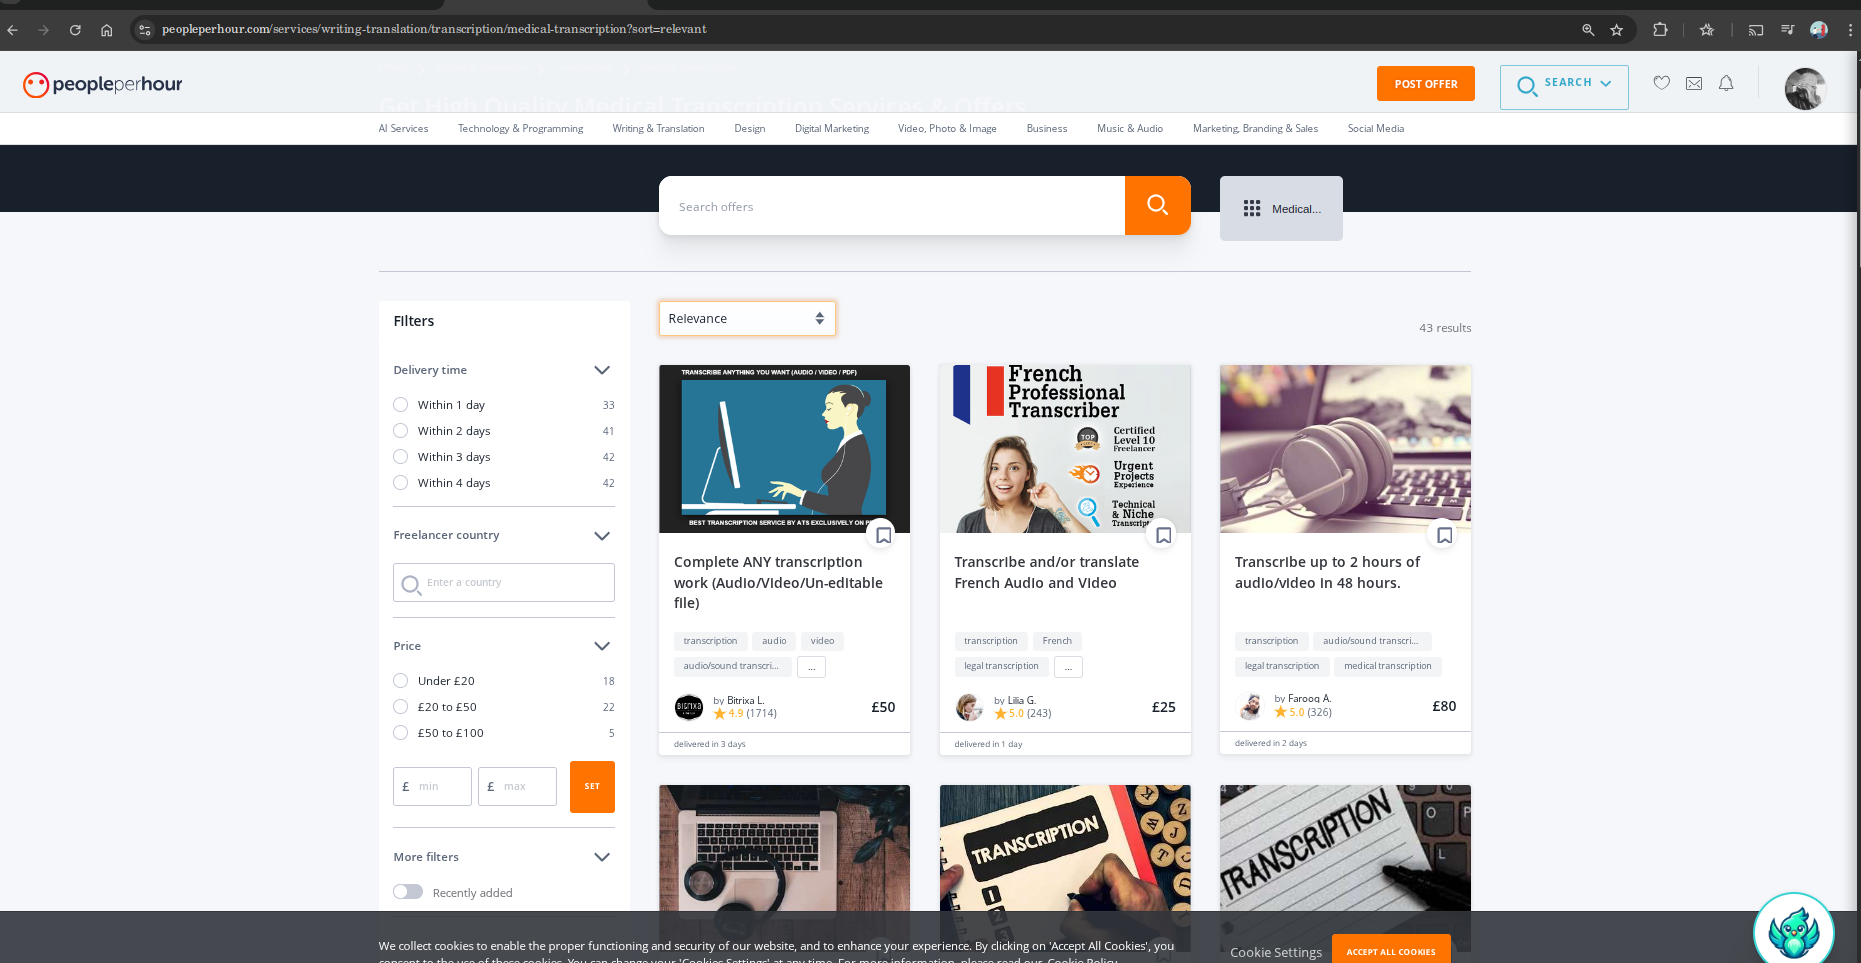 peopleperhour.com/services/writing-translation/transcription/medical-transcription?sort=relevant
peopleperhour
Get High Quality Medical Transcription Services & Offers
POST OFFER
SEARCH
AI Services
Technology & Programming
Writing & Translation
Design
Digital Marketing
Video, Photo & Image
Business
Music & Audio
Marketing, Branding & Sales
Social Media
Search offers
Medical...
Filters
Delivery time
Within 1 day 33
Within 2 days 41
Within 3 days 42
Within 4 days 42
Freelancer country
Enter a country
Price
Under £20 18
£20 to £50 22
£50 to £100 5
£ min
£ max
SET
More filters
Recently added
Relevance
43 results
TRANSCRIBE ANYTHING YOU WANT (AUDIO / VIDEO / PDF)
BEST TRANSCRIPTION SERVICE BY ATS EXCLUSIVELY ON
Complete ANY transcription
work (Audio/Video/Un-editable
file)
transcription audio video
audio/sound transcri... ...
BITRIXA
by Bitrixa L.
4.9 (1714)
£50
delivered in 3 days
French
Professional
Transcriber
TOP
Certified
Level 10
Freelancer
Urgent
Projects
Experience
Technical
& Niche
Transcript
Transcribe and/or translate
French Audio and Video
transcription French
legal transcription ...
by Lilia G.
5.0 (243)
£25
delivered in 1 day
Transcribe up to 2 hours of
audio/video in 48 hours.
transcription audio/sound transcri...
legal transcription medical transcription
by Farooq A.
5.0 (326)
£80
delivered in 2 days
TRANSCRIPTION
TRANSCRIPTION
We collect cookies to enable the proper functioning and security of our website, and to enhance your experience. By clicking on 'Accept All Cookies', you
consent to the use of these cookies. You can change your 'Cookies Settings' at any time. For more information, please read our Cookie Policy
Cookie Settings
ACCEPT ALL COOKIES